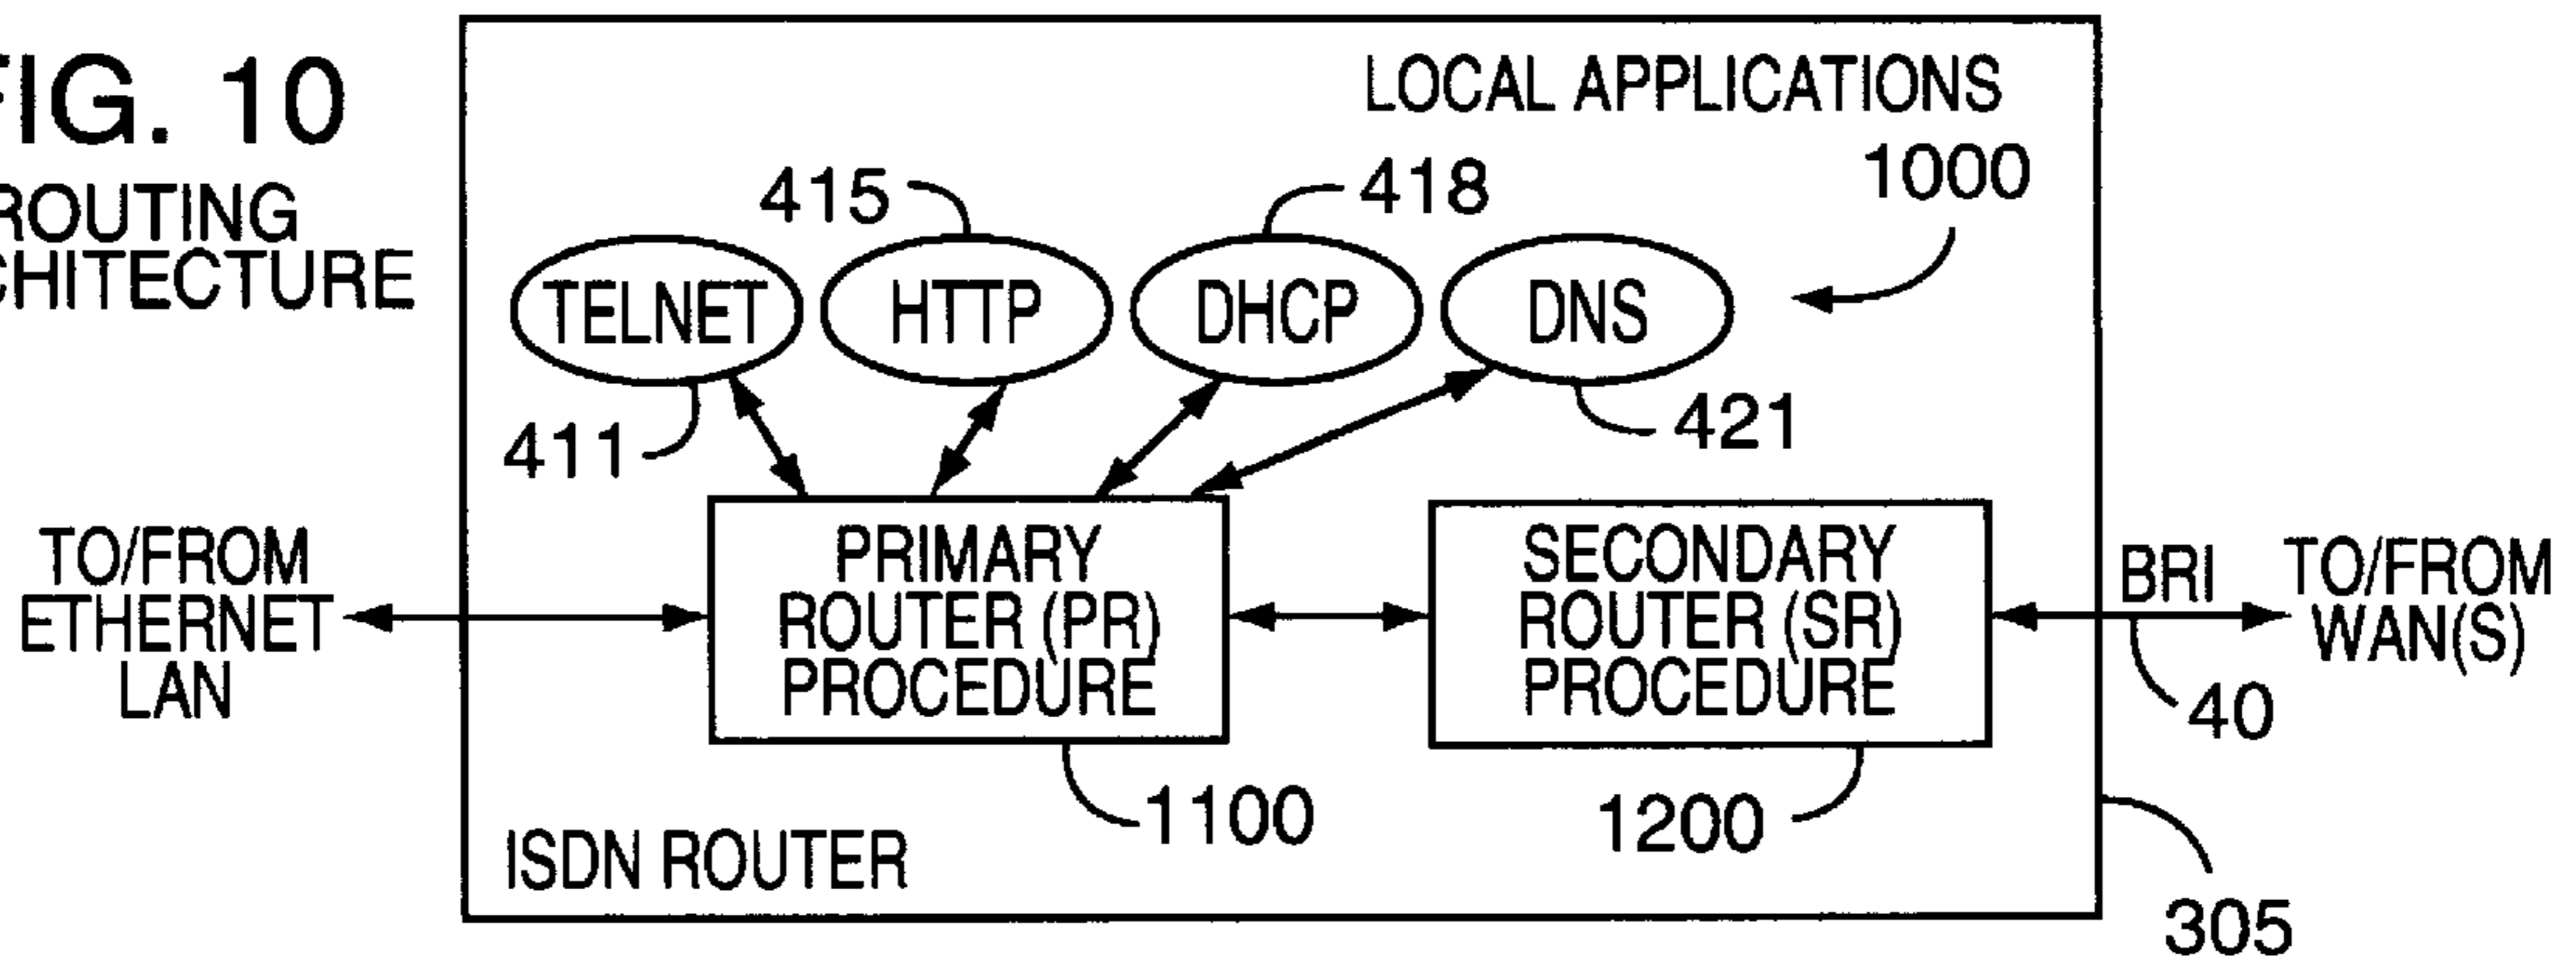 FIG. 10
ROUTING
CHITECTURE
LOCAL APPLICATIONS
1000
415
418
TELNET
HTTP
DHCP
DNS
411
421
TO/FROM
ETHERNET
LAN
PRIMARY
ROUTER (PR)
PROCEDURE
SECONDARY
ROUTER (SR)
PROCEDURE
BRI
TO/FROM
WAN(S)
40
1100
1200
ISDN ROUTER
305